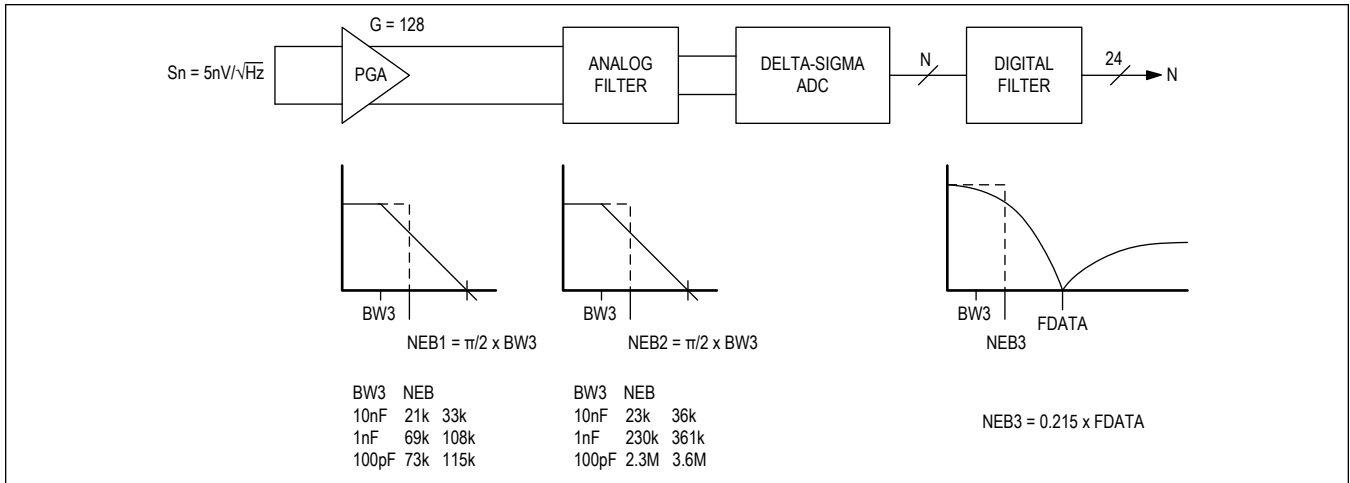 G = 128
Sn = 5nV/√Hz
PGA
ANALOG
FILTER
DELTA-SIGMA
ADC
N
DIGITAL
FILTER
24
N
BW3
NEB1 = π/2 x BW3
BW3
NEB2 = π/2 x BW3
BW3
NEB3
FDATA
BW3 NEB
10nF 21k 33k
1nF 69k 108k
100pF 73k 115k
BW3 NEB
10nF 23k 36k
1nF 230k 361k
100pF 2.3M 3.6M
NEB3 = 0.215 x FDATA